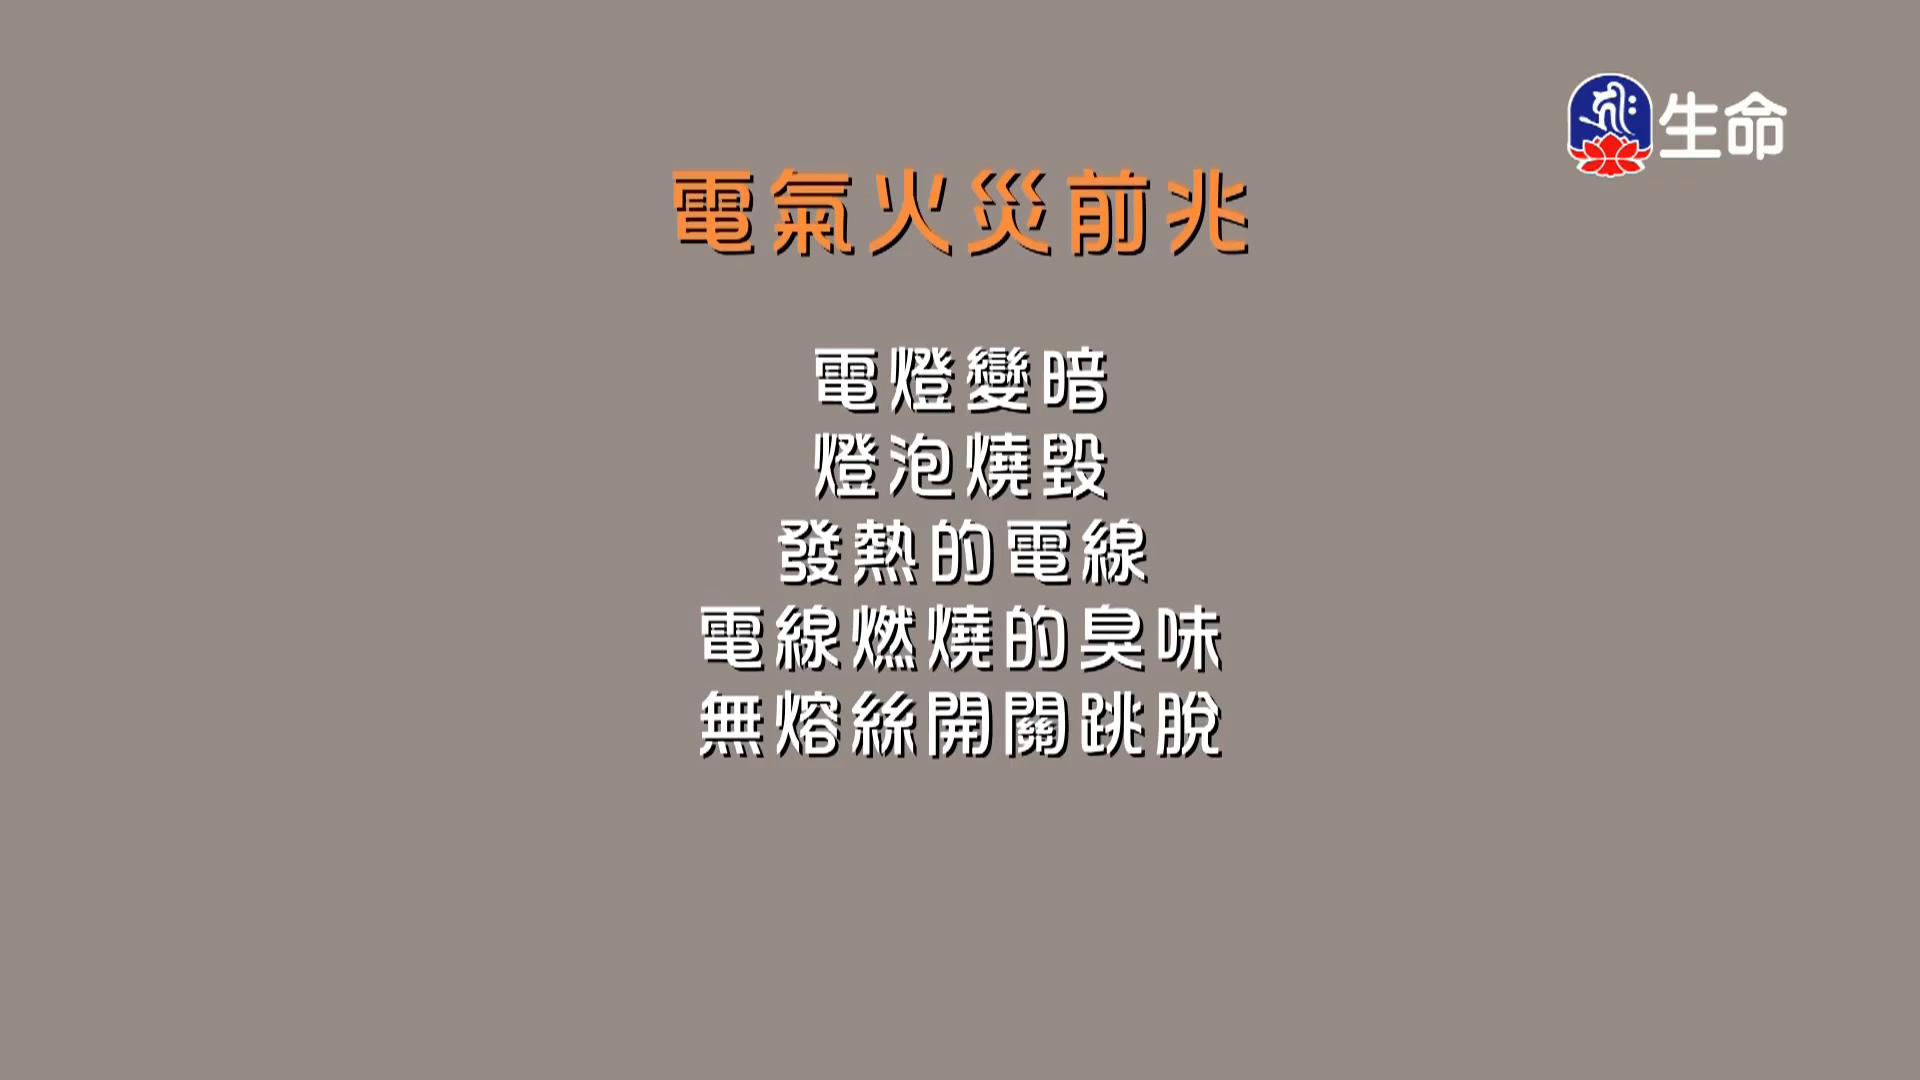 生命
電氣火災前兆
電燈變暗
燈泡燒毀
發熱的電線
電線燃燒的臭味
無熔絲開關跳脫